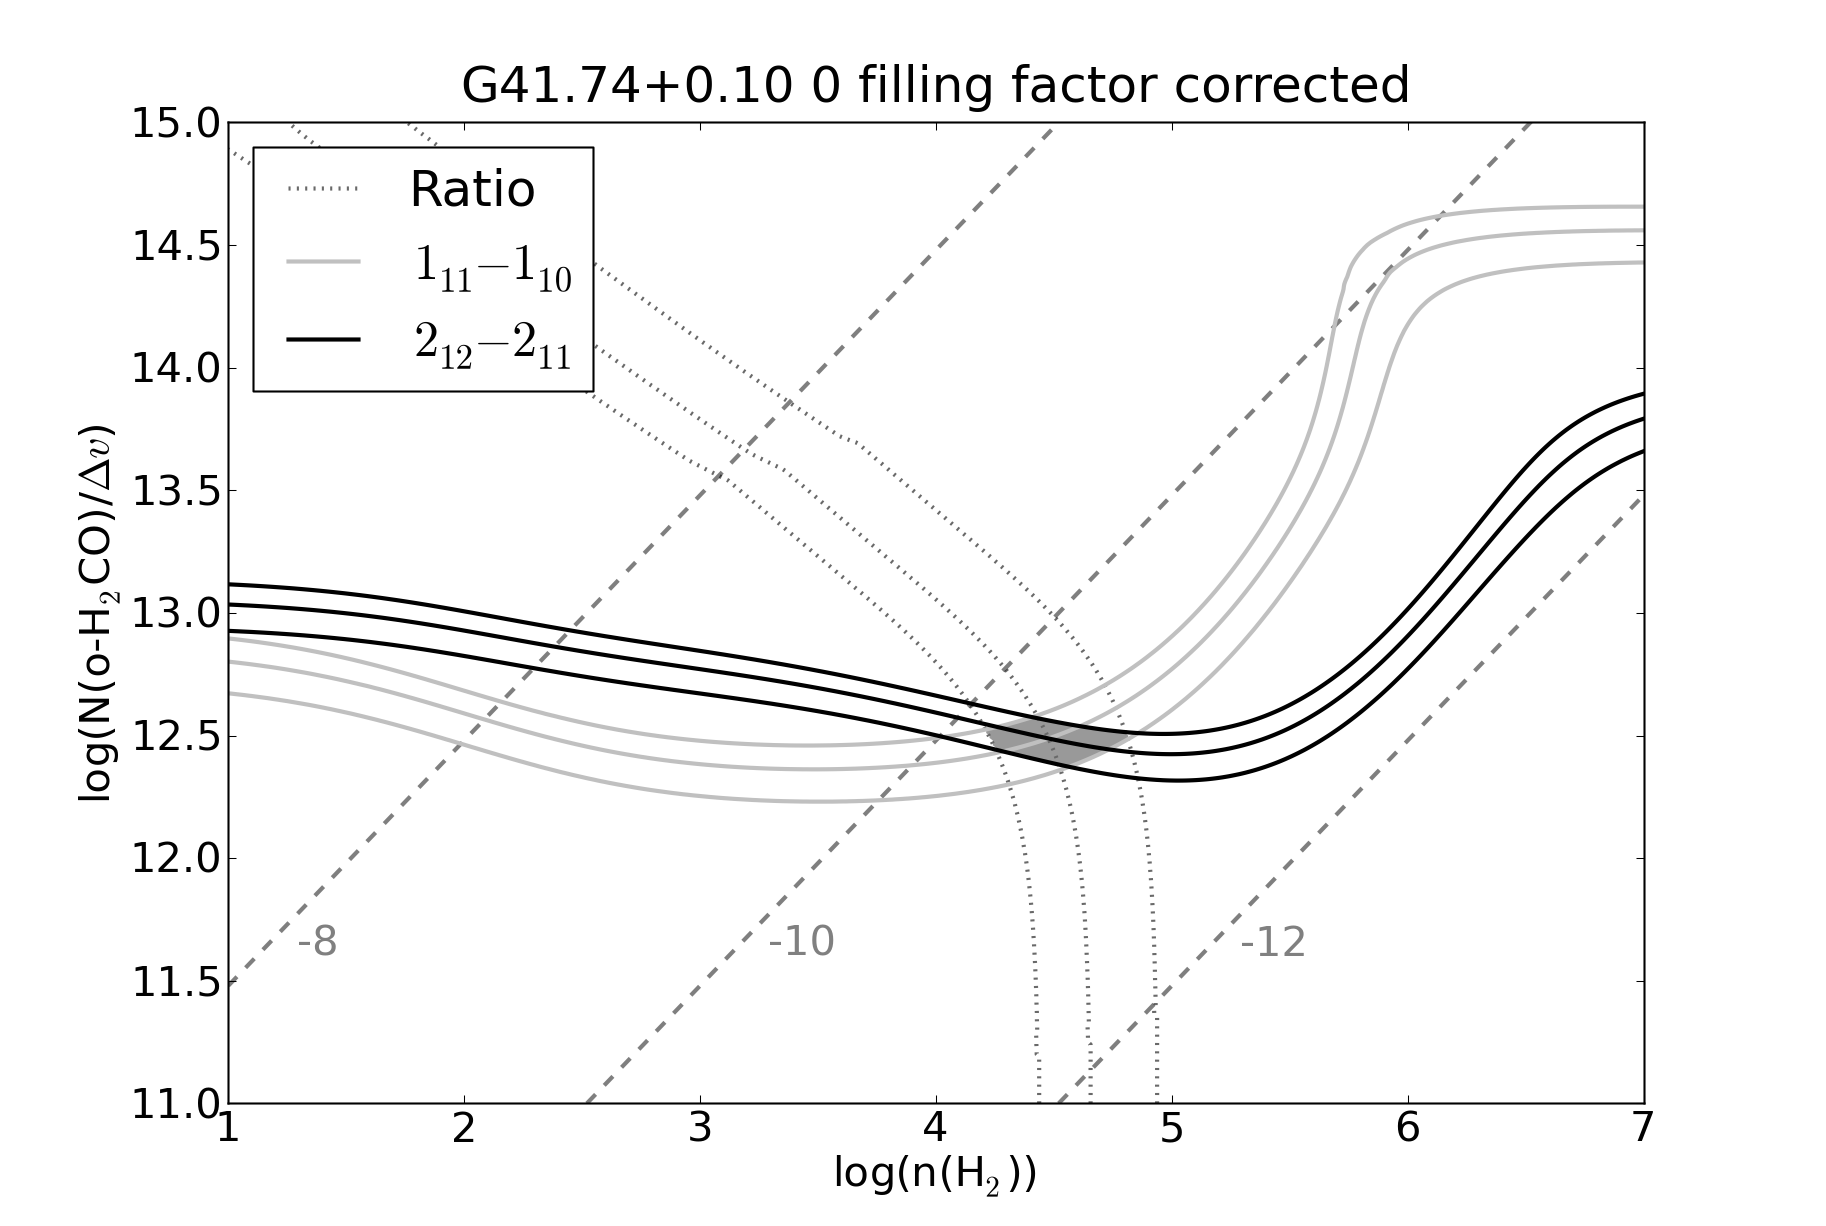 G41.74+0.10 0 filling factor corrected
15.0
14.5
14.0
13.5
13.0
12.5
12.0
11.5
11.0
log(N(o-H₂CO)/Δv)
Ratio
1₁₁−1₁₀
2₁₂−2₁₁
-8
-10
-12
1 2 3 4 5 6 7
log(n(H₂))